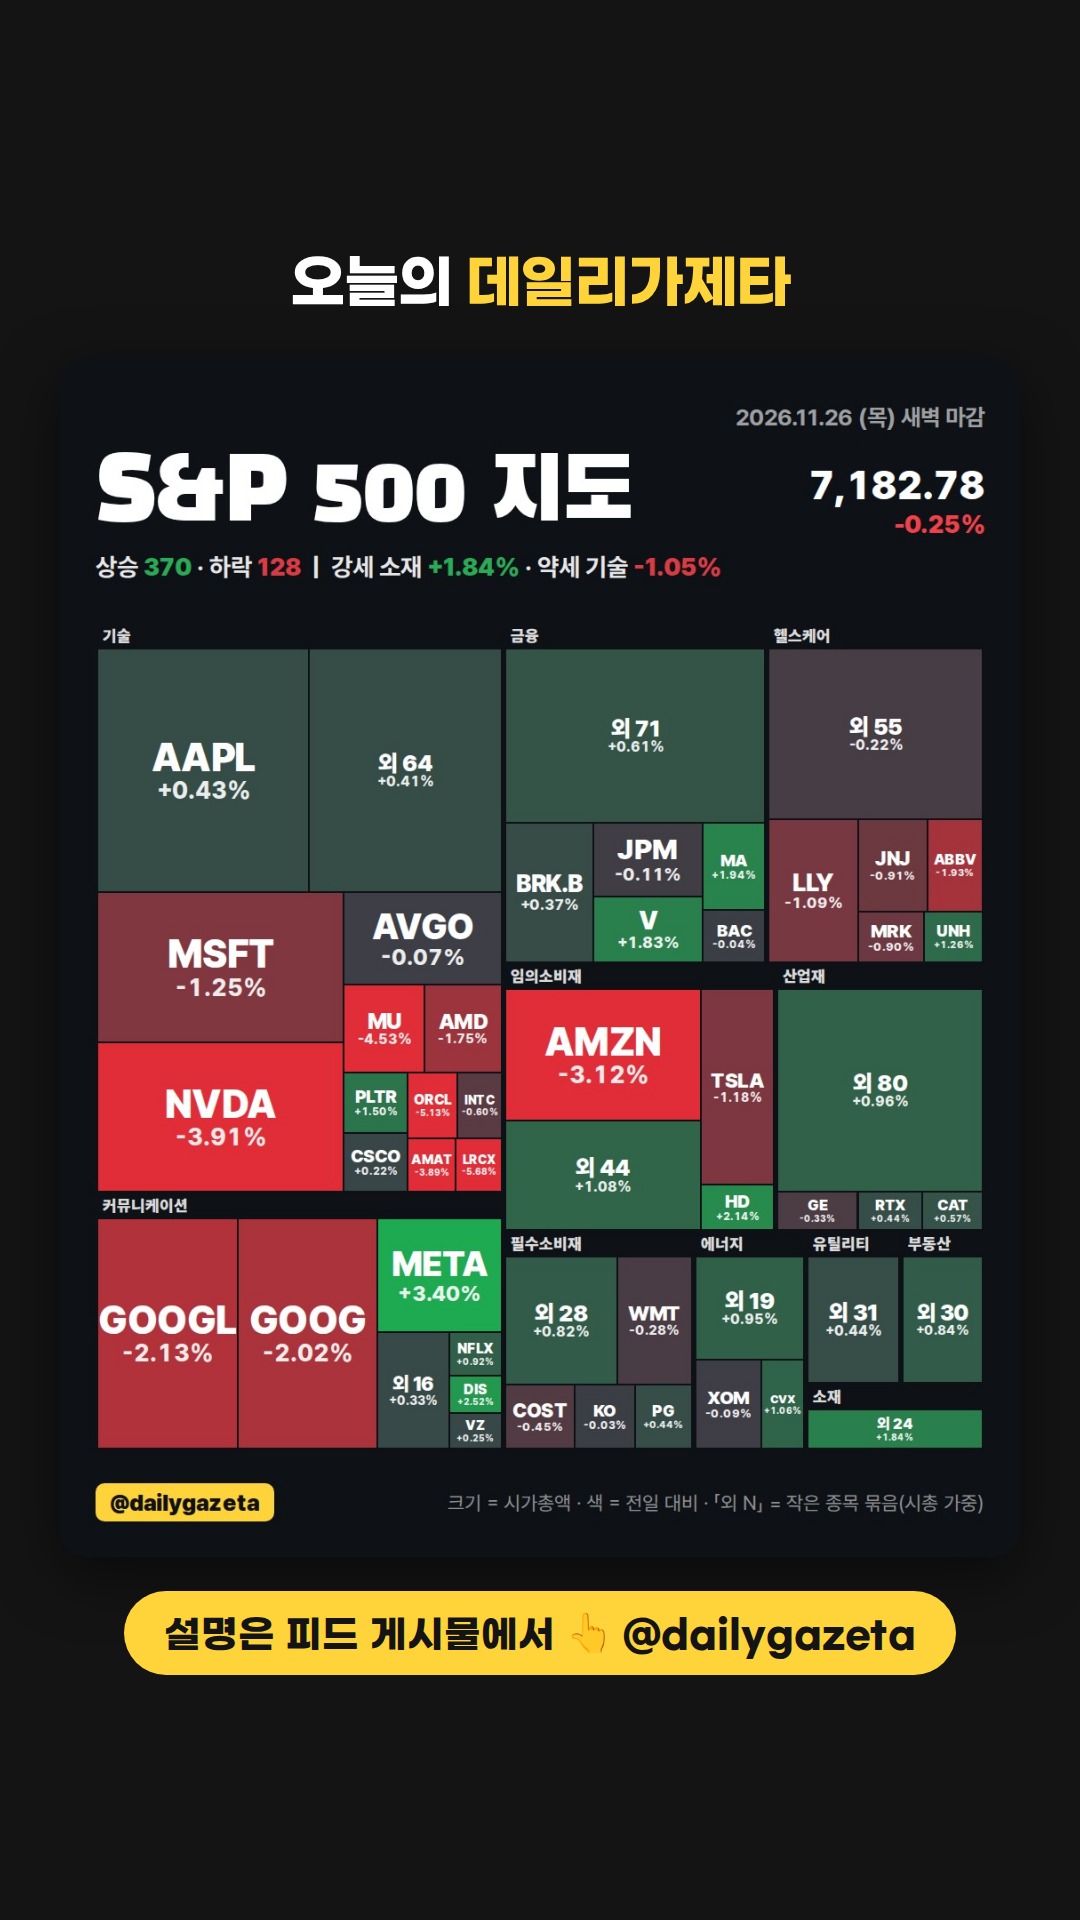 오늘의 데일리가제타
2026.11.26 (목) 새벽 마감
S&P 500 지도
7,182.78
-0.25%
상승 370 · 하락 128 | 강세 소재 +1.84% · 약세 기술 -1.05%
기술
AAPL
+0.43%
외 64
+0.41%
MSFT
-1.25%
AVGO
-0.07%
NVDA
-3.91%
MU
-4.53%
AMD
-1.75%
PLTR
+1.50%
ORCL
-5.13%
INTC
-0.60%
CSCO
+0.22%
AMAT
-3.89%
LRCX
-5.68%
금융
외 71
+0.61%
BRK.B
+0.37%
JPM
-0.11%
MA
+1.94%
V
+1.83%
BAC
-0.04%
헬스케어
외 55
-0.22%
LLY
-1.09%
JNJ
-0.91%
ABBV
-1.93%
MRK
-0.90%
UNH
+1.26%
임의소비재
AMZN
-3.12%
TSLA
-1.18%
외 44
+1.08%
HD
+2.14%
산업재
외 80
+0.96%
GE
-0.33%
RTX
+0.44%
CAT
+0.57%
커뮤니케이션
GOOGL
-2.13%
GOOG
-2.02%
META
+3.40%
외 16
+0.33%
NFLX
+0.92%
DIS
+2.52%
VZ
+0.25%
필수소비재
외 28
+0.82%
WMT
-0.28%
COST
-0.45%
KO
-0.03%
PG
+0.44%
에너지
외 19
+0.95%
XOM
-0.09%
CVX
+1.06%
유틸리티
외 31
+0.44%
부동산
외 30
+0.84%
소재
외 24
+1.84%
@dailygazeta
크기 = 시가총액 · 색 = 전일 대비 · 「외 N」 = 작은 종목 묶음(시총 가중)
설명은 피드 게시물에서 👆 @dailygazeta